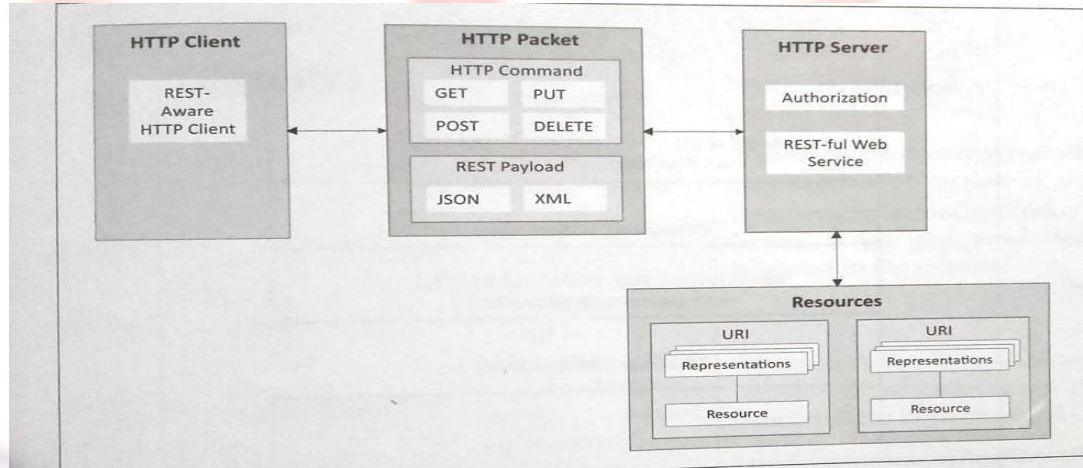 HTTP Client
REST-
Aware
HTTP Client
HTTP Packet
HTTP Command
GET
PUT
POST
DELETE
REST Payload
JSON
XML
HTTP Server
Authorization
REST-ful Web
Service
Resources
URI
Representations
Resource
URI
Representations
Resource